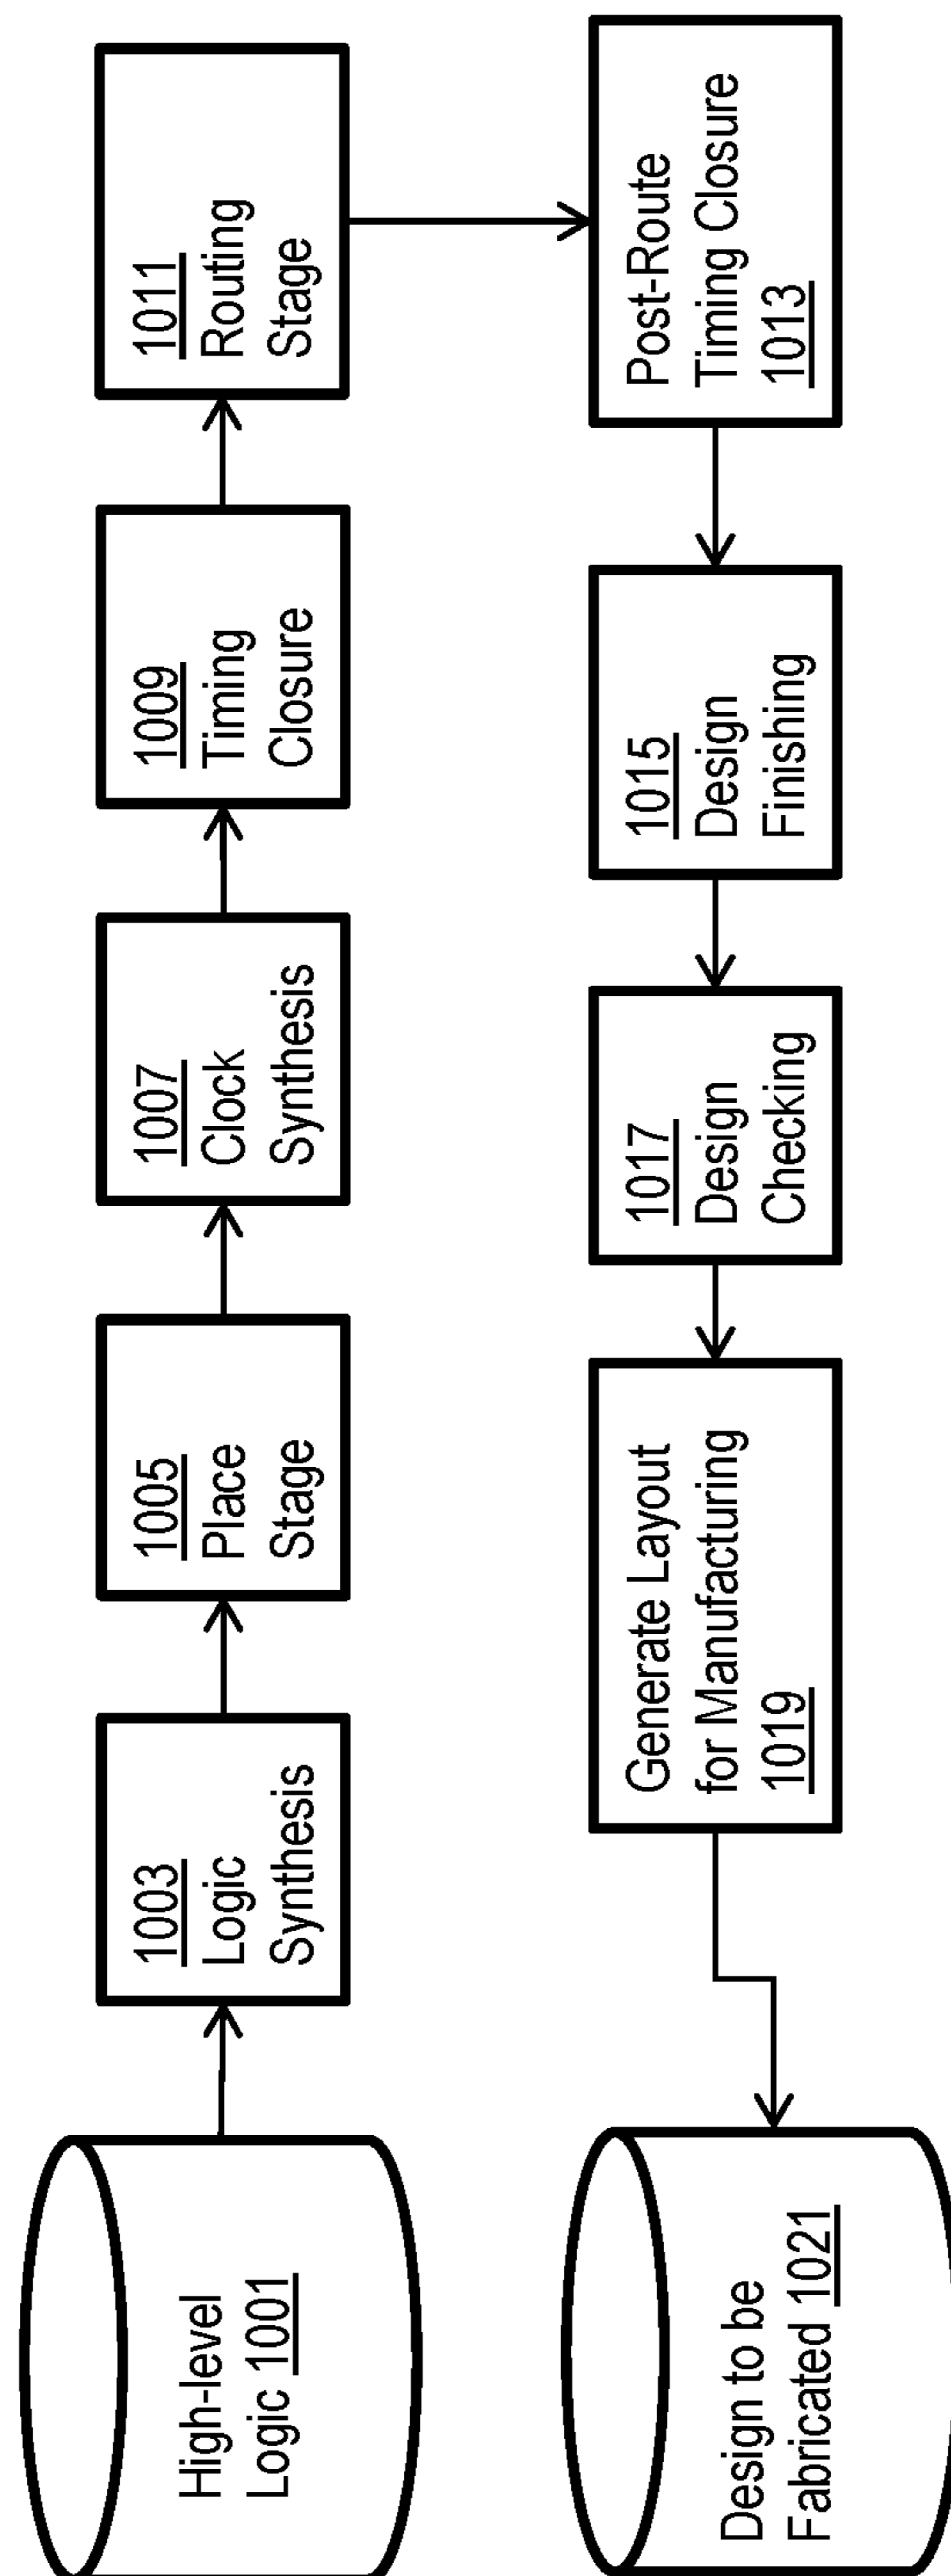 High-level
Logic 1001
1003
Logic
Synthesis
1005
Place
Stage
1007
Clock
Synthesis
1009
Timing
Closure
1011
Routing
Stage
Post-Route
Timing Closure
1013
1015
Design
Finishing
1017
Design
Checking
Generate Layout
for Manufacturing
1019
Design to be
Fabricated 1021